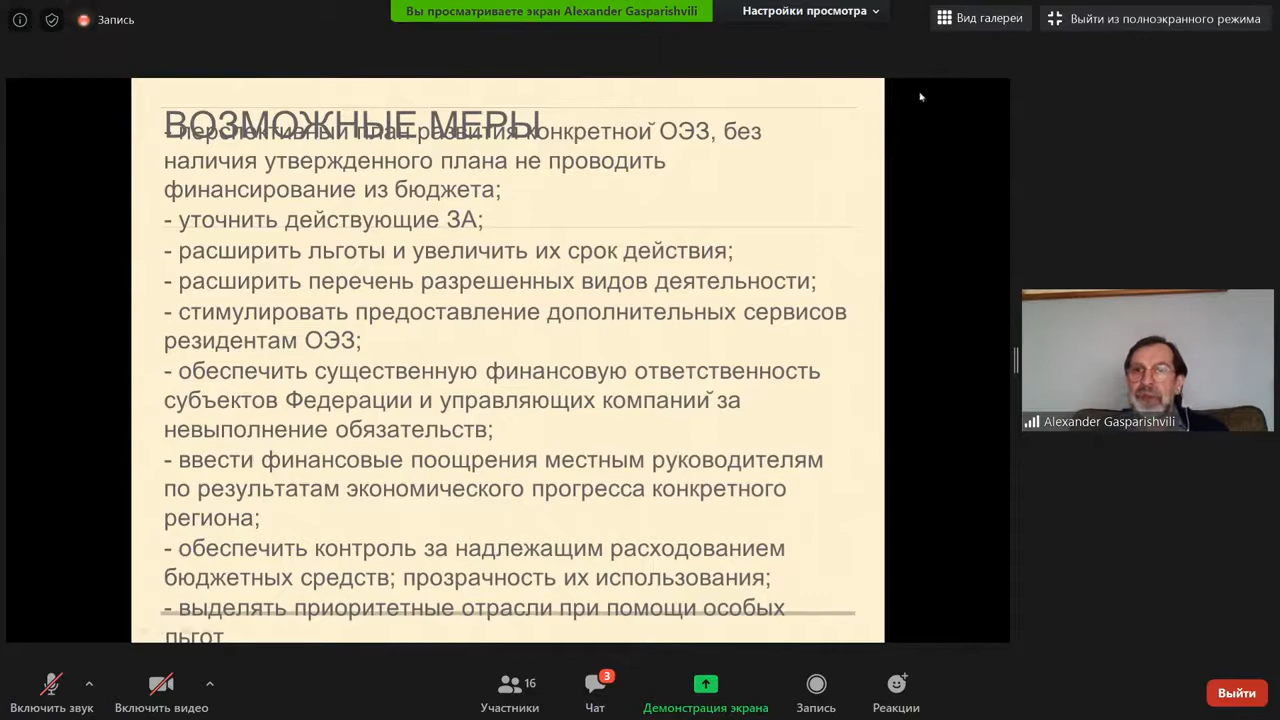 Запись
Вы просматриваете экран Alexander Gasparishvili
Настройки просмотра
Вид галереи
Выйти из полноэкранного режима
ВОЗМОЖНЫЕ МЕРЫ
- перспективный план развития конкретной ОЭЗ, без
наличия утвержденного плана не проводить
финансирование из бюджета;
- уточнить действующие ЗА;
- расширить льготы и увеличить их срок действия;
- расширить перечень разрешенных видов деятельности;
- стимулировать предоставление дополнительных сервисов
резидентам ОЭЗ;
- обеспечить существенную финансовую ответственность
субъектов Федерации и управляющих компаний за
невыполнение обязательств;
- ввести финансовые поощрения местным руководителям
по результатам экономического прогресса конкретного
региона;
- обеспечить контроль за надлежащим расходованием
бюджетных средств; прозрачность их использования;
- выделять приоритетные отрасли при помощи особых
льгот
Alexander Gasparishvili
Включить звук
Включить видео
16
Участники
3
Чат
Демонстрация экрана
Запись
Реакции
Выйти